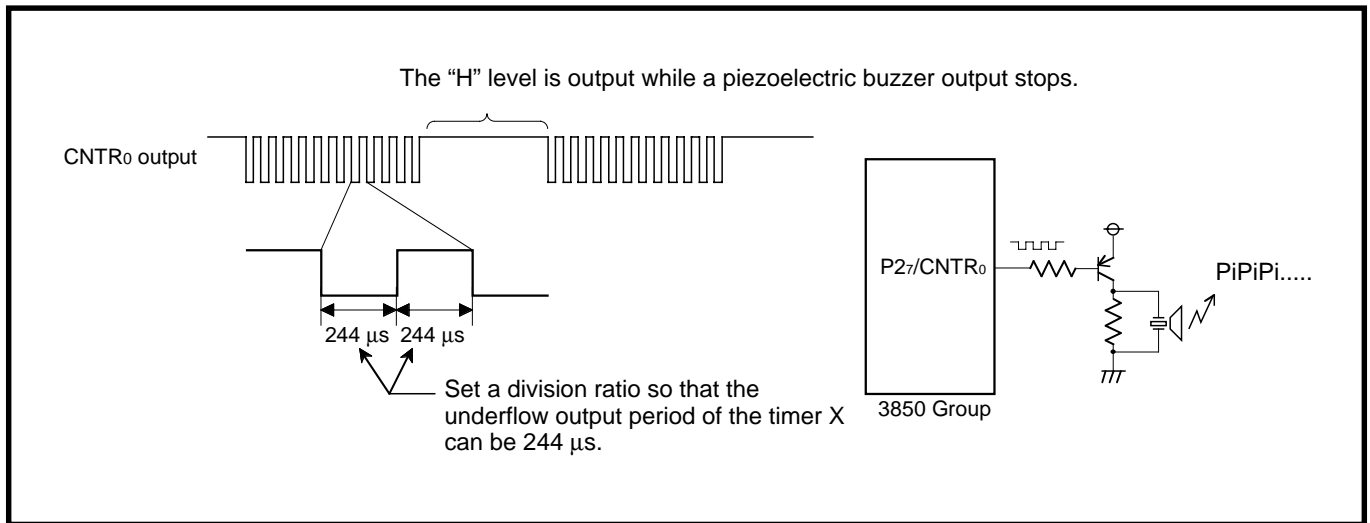 The “H” level is output while a piezoelectric buzzer output stops.
CNTR0 output
244 μs 244 μs
Set a division ratio so that the
underflow output period of the timer X
can be 244 μs.
P27/CNTR0
3850 Group
PiPiPi.....